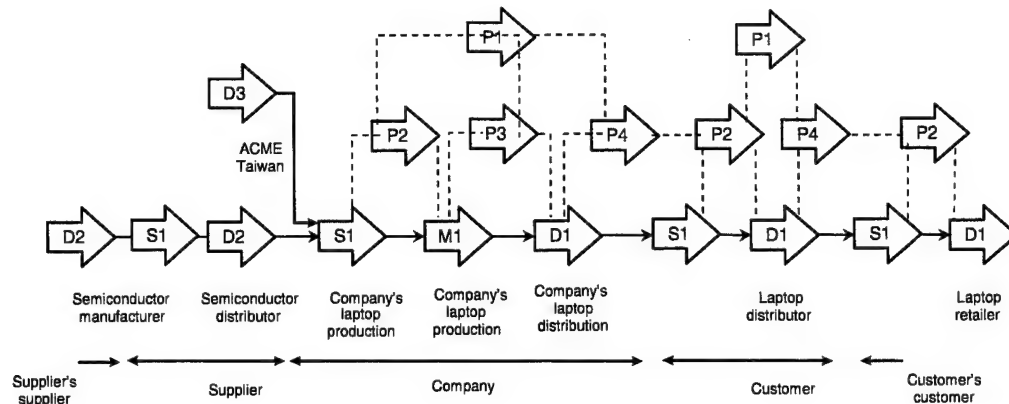 P1
P1
D3
ACME
Taiwan
P2
P3
P4
P2
P4
P2
D2
S1
D2
S1
M1
D1
S1
D1
S1
D1
Semiconductor
manufacturer
Semiconductor
distributor
Company's
laptop
production
Company's
laptop
production
Company's
laptop
distribution
Laptop
distributor
Laptop
retailer
Supplier's
supplier
Supplier
Company
Customer
Customer's
customer